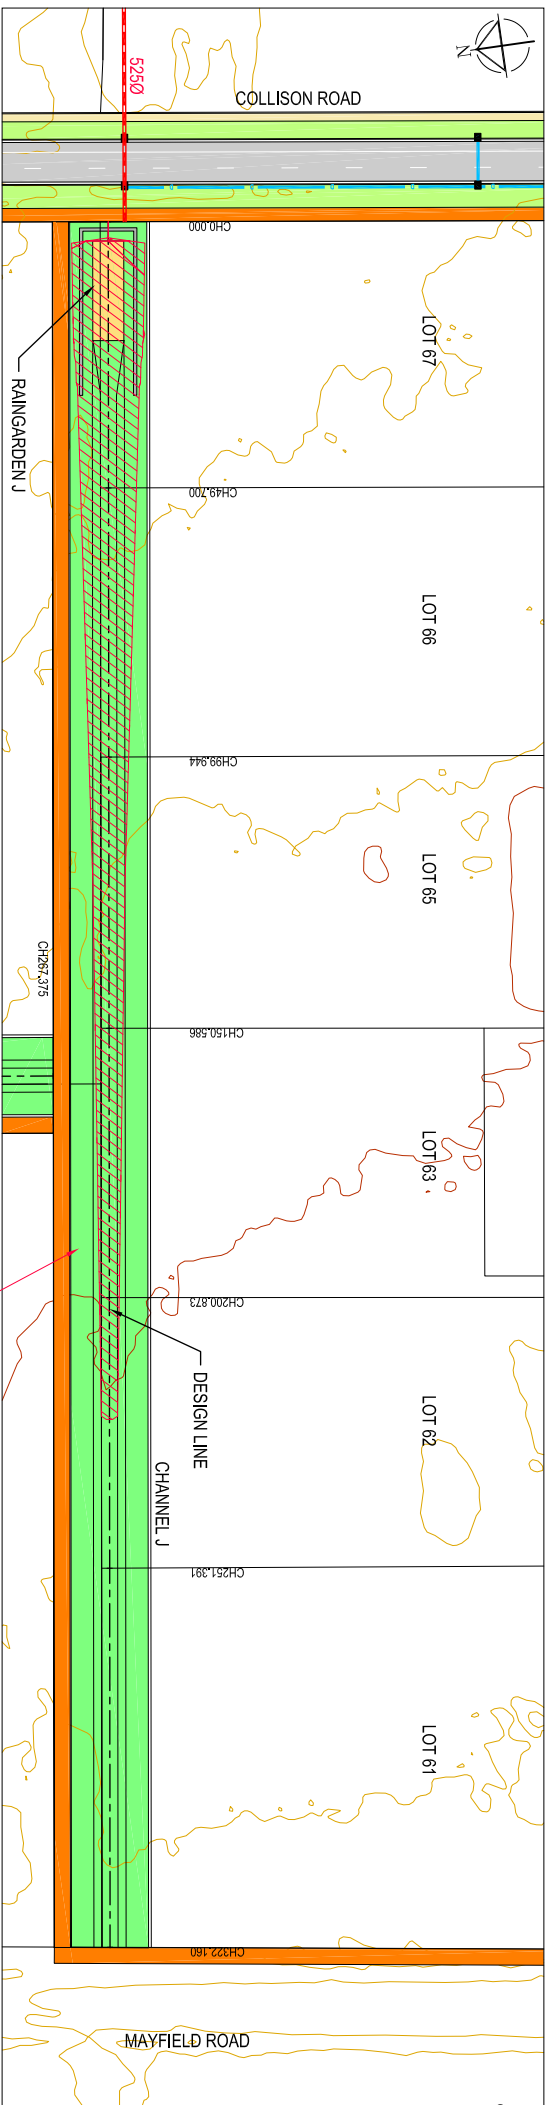 N
COLLISON ROAD
525Ø
CH0.000
LOT 67
RAINGARDEN J
CH49.700
LOT 66
CH99.944
LOT 65
CH267.375
CH150.586
LOT 63
CH200.873
DESIGN LINE
LOT 62
CHANNEL J
CH251.391
LOT 61
CH322.160
MAYFIELD ROAD